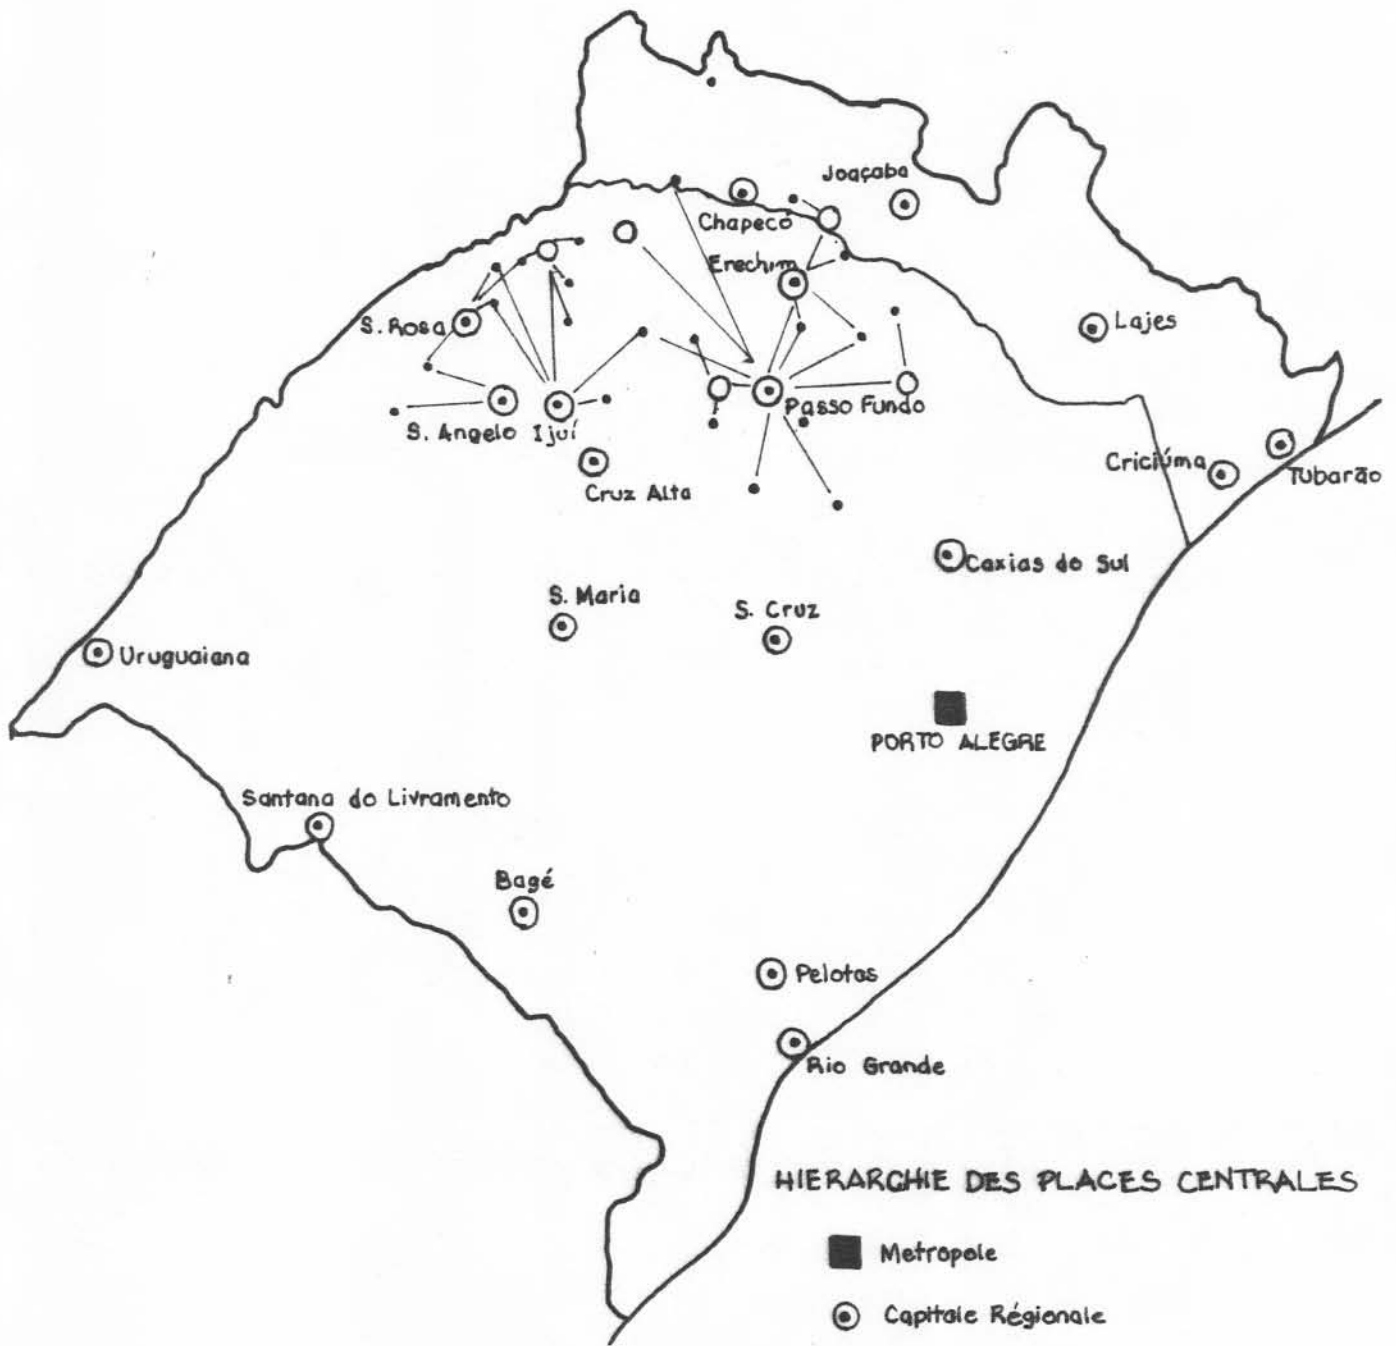 Joaçaba
Chapecó
Erechim
S. Rosa
Lajes
Passo Fundo
S. Angelo
Ijuí
Criciúma
Tubarão
Cruz Alta
Caxias do Sul
S. Maria
S. Cruz
Uruguaiana
PORTO ALEGRE
Santana do Livramento
Bagé
Pelotas
Rio Grande
HIERARCHIE DES PLACES CENTRALES
Metropole
Capitale Régionale